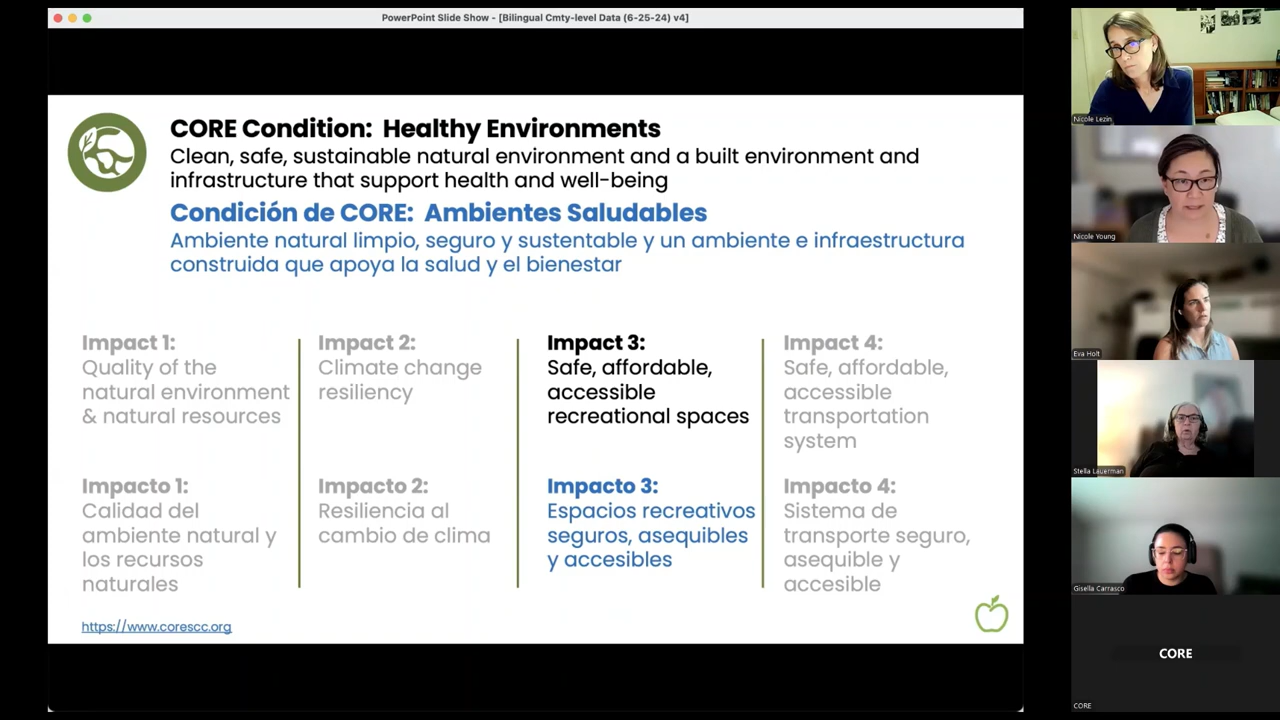 PowerPoint Slide Show - [Bilingual Cmty-level Data (6-25-24) v4]
CORE Condition: Healthy Environments
Clean, safe, sustainable natural environment and a built environment and
infrastructure that support health and well-being
Condición de CORE: Ambientes Saludables
Ambiente natural limpio, seguro y sustentable y un ambiente e infraestructura
construida que apoya la salud y el bienestar
Impact 1:
Quality of the
natural environment
& natural resources
Impact 2:
Climate change
resiliency
Impact 3:
Safe, affordable,
accessible
recreational spaces
Impact 4:
Safe, affordable,
accessible
transportation
system
Impacto 1:
Calidad del
ambiente natural y
los recursos
naturales
Impacto 2:
Resiliencia al
cambio de clima
Impacto 3:
Espacios recreativos
seguros, asequibles
y accesibles
Impacto 4:
Sistema de
transporte seguro,
asequible y
accesible
https://www.corescc.org
Nicole Lezin
Nicole Young
Eva Holt
Stella Lauerman
Gisella Carrasco
CORE
CORE